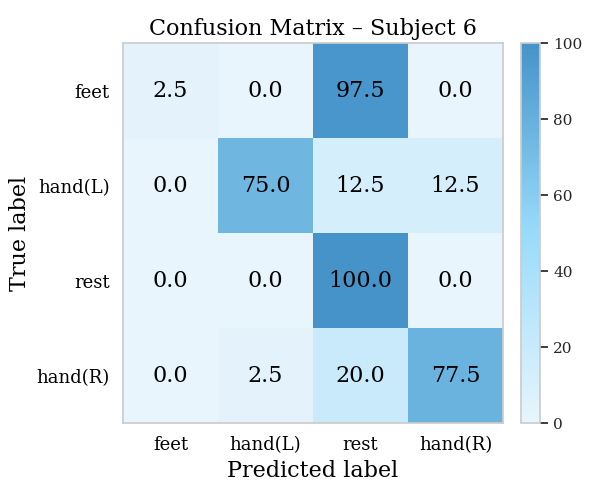 Confusion Matrix – Subject 6
True label
feet 2.5 0.0 97.5 0.0
hand(L) 0.0 75.0 12.5 12.5
rest 0.0 0.0 100.0 0.0
hand(R) 0.0 2.5 20.0 77.5
feet hand(L) rest hand(R)
Predicted label
100
80
60
40
20
0